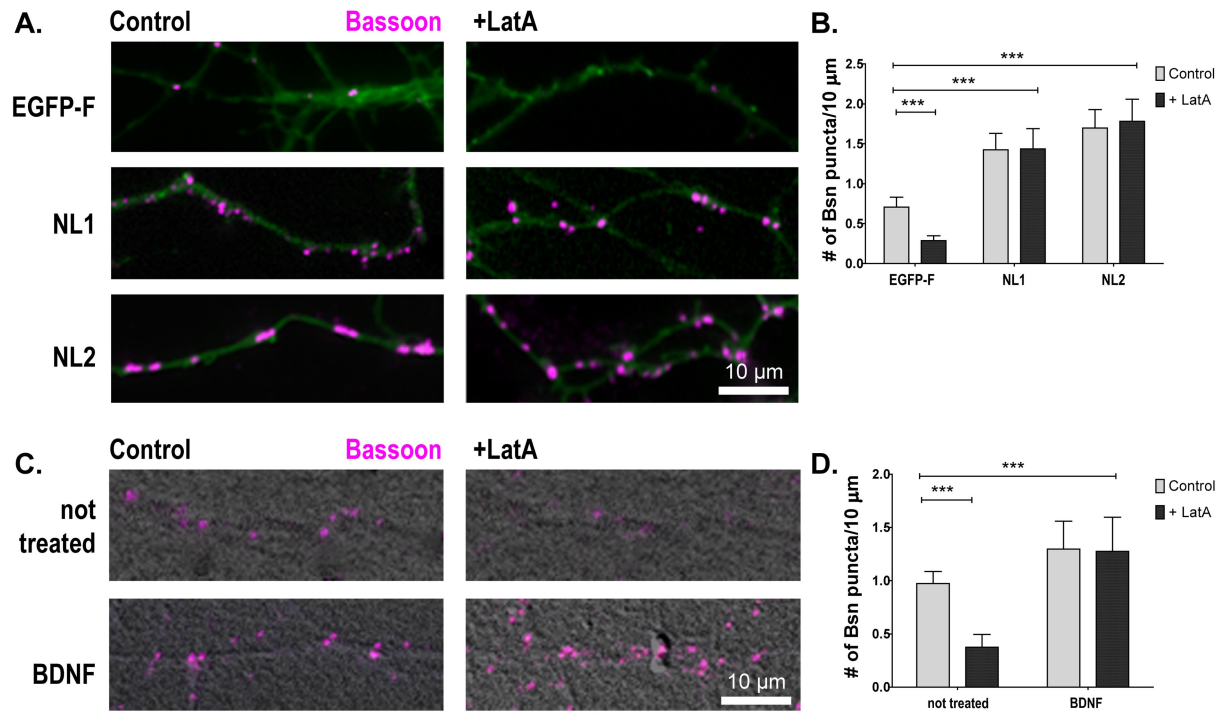 A.
Control Bassoon +LatA
EGFP-F
NL1
NL2
10 µm
B.
# of Bsn puncta/10 µm
2.5
2.0
1.5
1.0
0.5
0.0
***
***
***
Control
+ LatA
EGFP-F NL1 NL2
C.
Control Bassoon +LatA
not
treated
BDNF
10 µm
D.
# of Bsn puncta/10 µm
2.0
1.5
1.0
0.5
0.0
***
***
Control
+ LatA
not treated BDNF